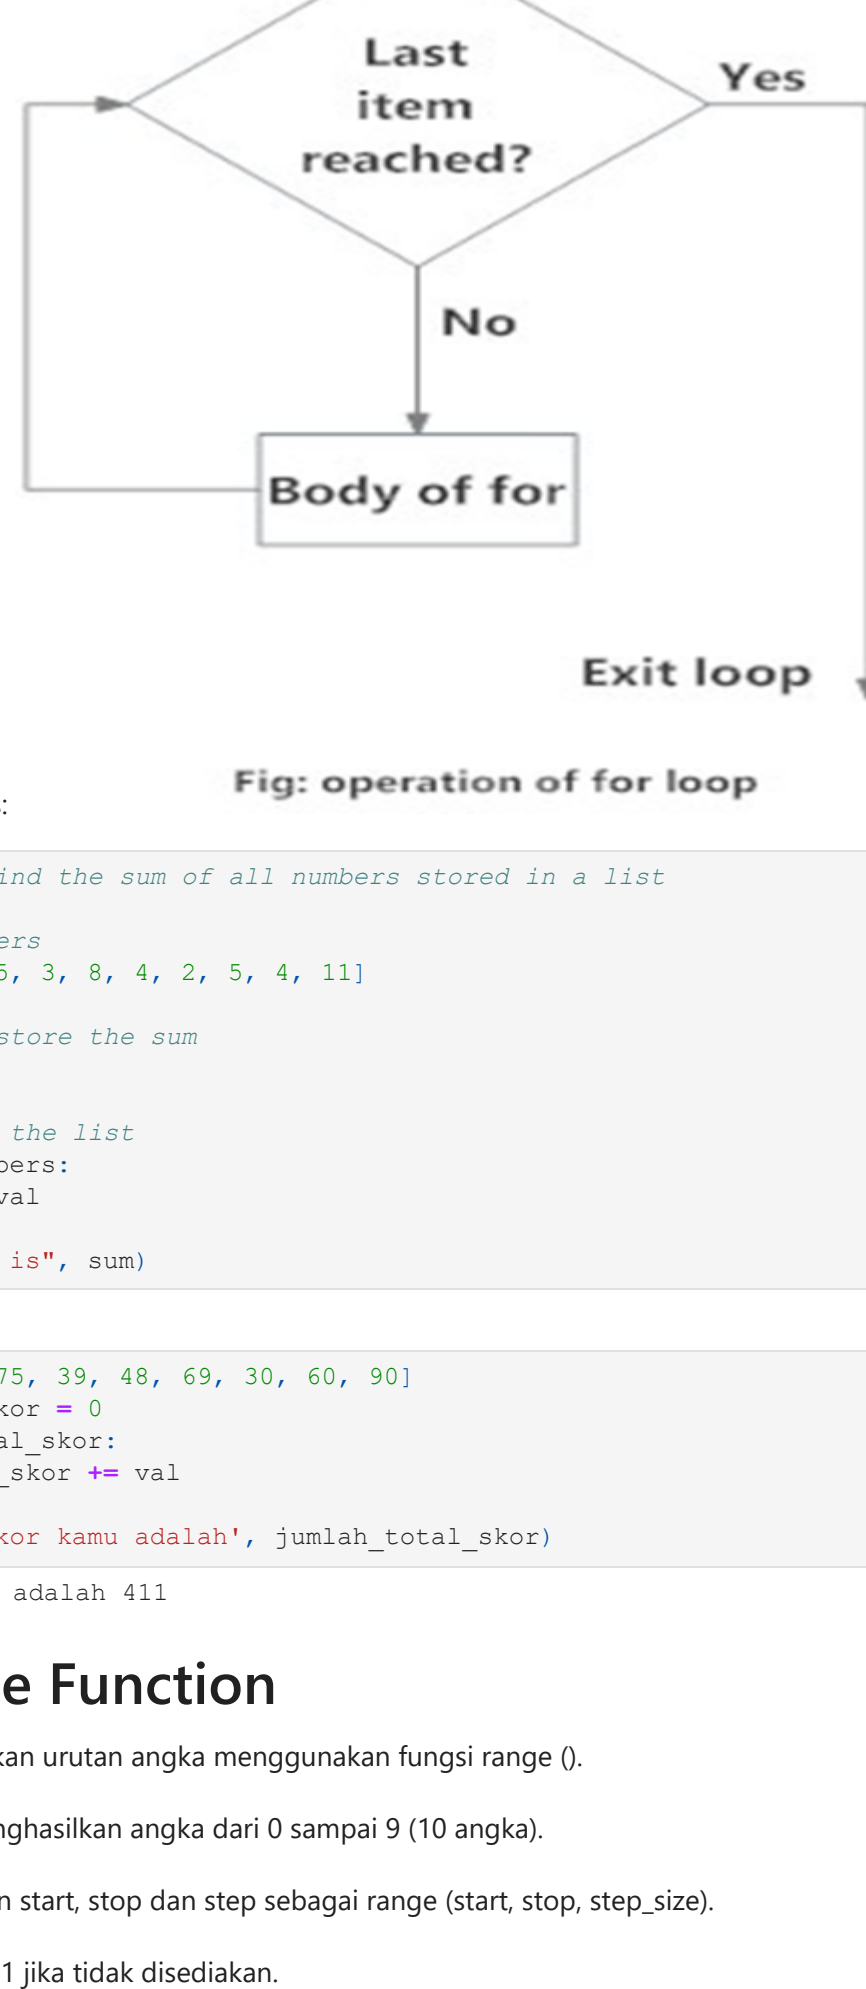 Last
item
reached?
Yes
No
Body of for
Exit loop
Fig: operation of for loop
:
ind the sum of all numbers stored in a list
ers
5, 3, 8, 4, 2, 5, 4, 11]
store the sum
the list
bers:
val
is", sum)
75, 39, 48, 69, 30, 60, 90]
kor = 0
al_skor:
_skor += val
kor kamu adalah', jumlah_total_skor)
adalah 411
e Function
kan urutan angka menggunakan fungsi range ().
nghasilkan angka dari 0 sampai 9 (10 angka).
n start, stop dan step sebagai range (start, stop, step_size).
1 jika tidak disediakan.